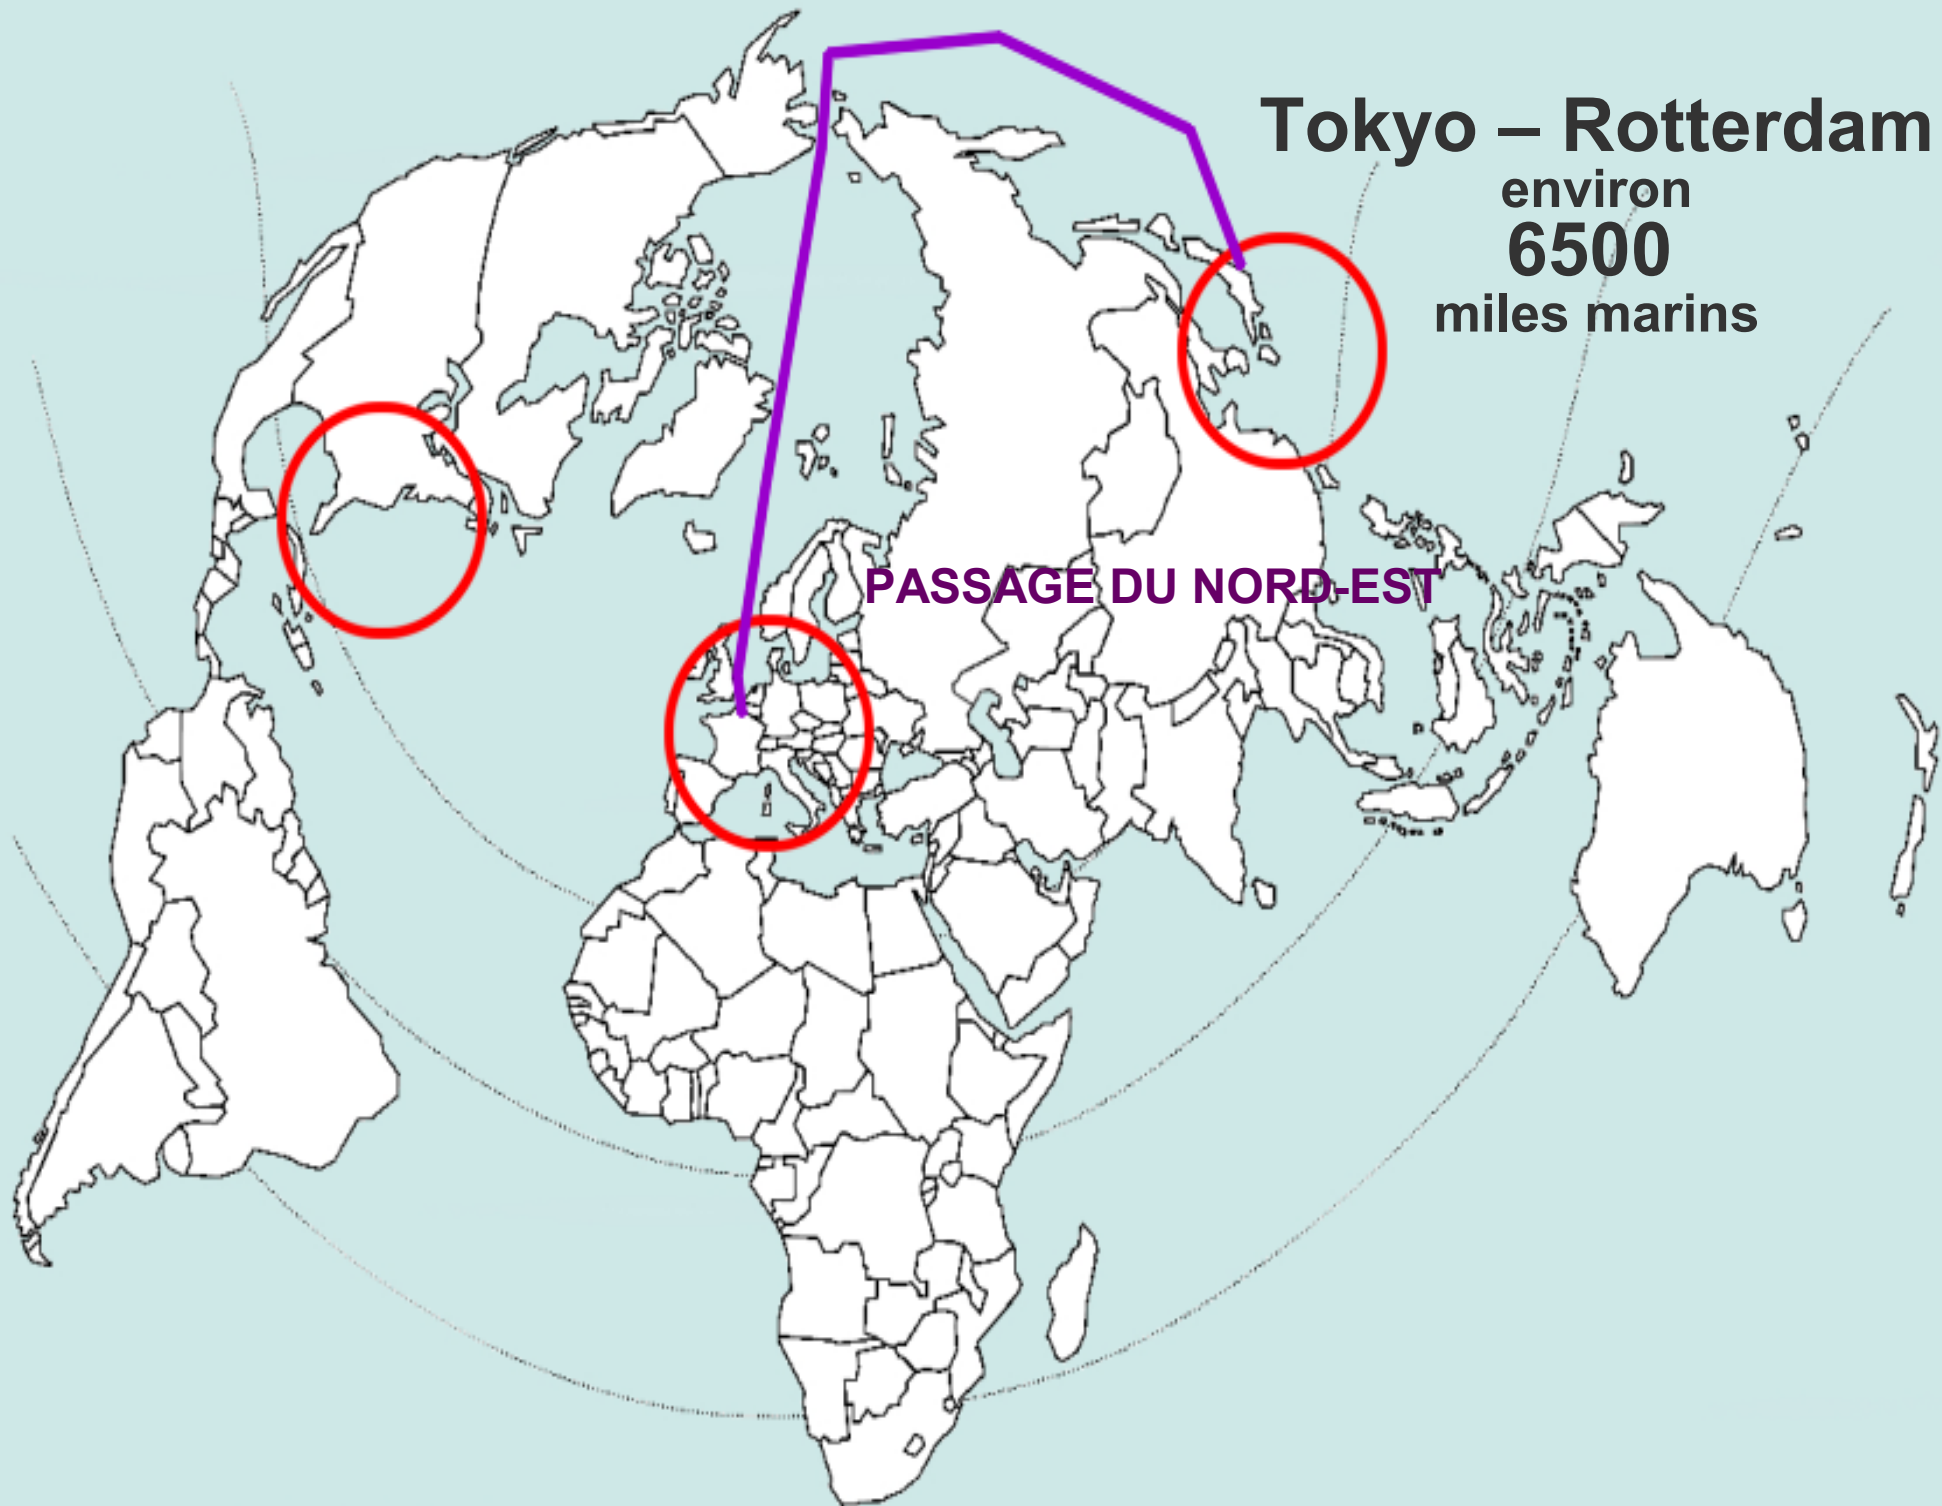 Tokyo – Rotterdam
environ
6500
miles marins
PASSAGE DU NORD-EST